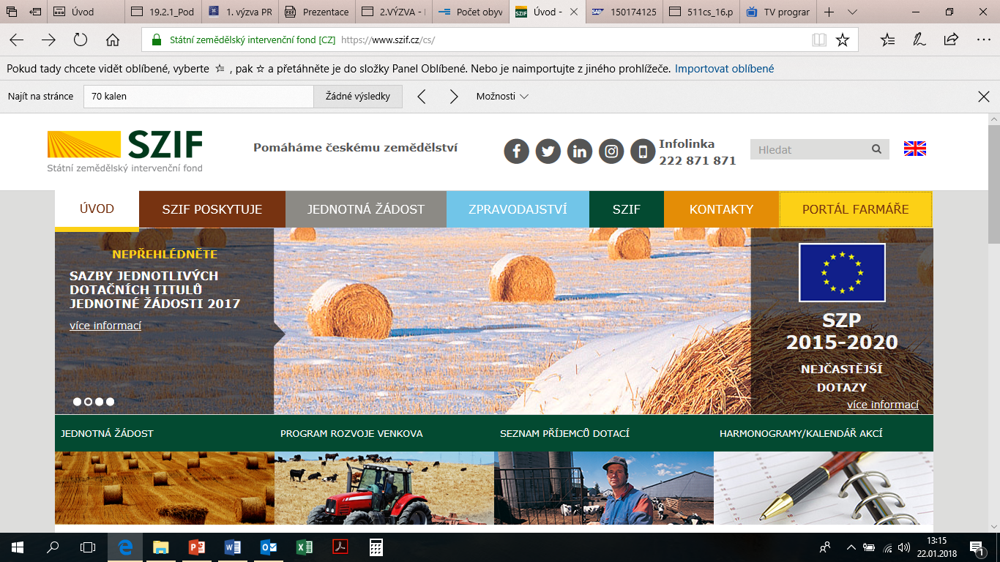 Úvod
19.2.1_Pod
1. výzva PR
Prezentace
2.VÝZVA -
Počet obyv
Úvod -
150174125
511cs_16.p
TV prograr
Státní zemědělský intervenční fond [CZ] https://www.szif.cz/cs/
Pokud tady chcete vidět oblíbené, vyberte , pak ☆ a přetáhněte je do složky Panel Oblíbené. Nebo je naimportujte z jiného prohlížeče. Importovat oblíbené
Najít na stránce 70 kalen Žádné výsledky Možnosti
SZIF
Státní zemědělský intervenční fond
Pomáháme českému zemědělství
Infolinka
222 871 871
Hledat
ÚVOD SZIF POSKYTUJE JEDNOTNÁ ŽÁDOST ZPRAVODAJSTVÍ SZIF KONTAKTY PORTÁL FARMÁŘE
NEPŘEHLÉDNĚTE
SAZBY JEDNOTLIVÝCH
DOTAČNÍCH TITULŮ
JEDNOTNÉ ŽÁDOSTI 2017
více informací
SZP
2015-2020
NEJČASTĚJŠÍ
DOTAZY
více informací
JEDNOTNÁ ŽÁDOST PROGRAM ROZVOJE VENKOVA SEZNAM PŘÍJEMCŮ DOTACÍ HARMONOGRAMY/KALENDÁŘ AKCÍ
13:15
22.01.2018
1